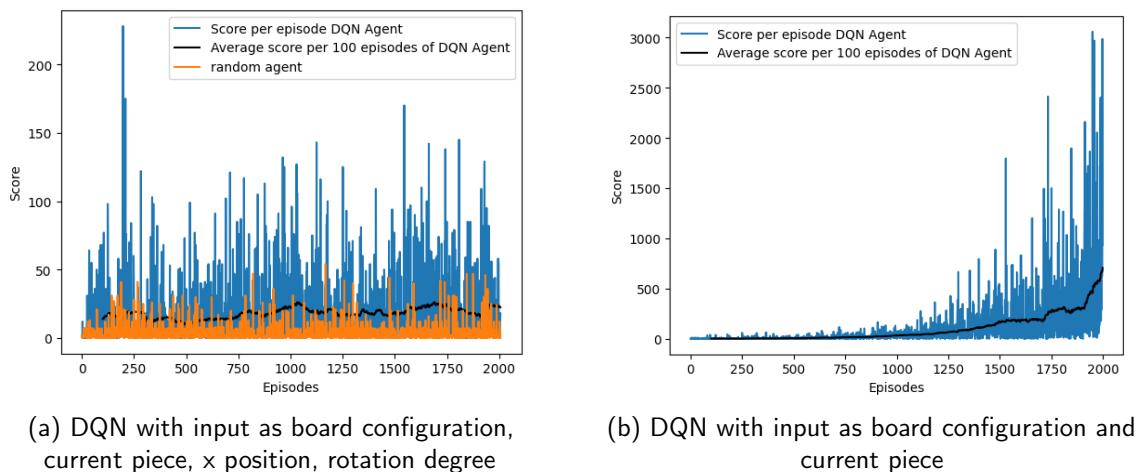 Score per episode DQN Agent
Average score per 100 episodes of DQN Agent
random agent
Score
200
150
100
50
0
0 250 500 750 1000 1250 1500 1750 2000
Episodes
(a) DQN with input as board configuration,
current piece, x position, rotation degree
Score per episode DQN Agent
Average score per 100 episodes of DQN Agent
Score
3000
2500
2000
1500
1000
500
0
0 250 500 750 1000 1250 1500 1750 2000
Episodes
(b) DQN with input as board configuration and
current piece